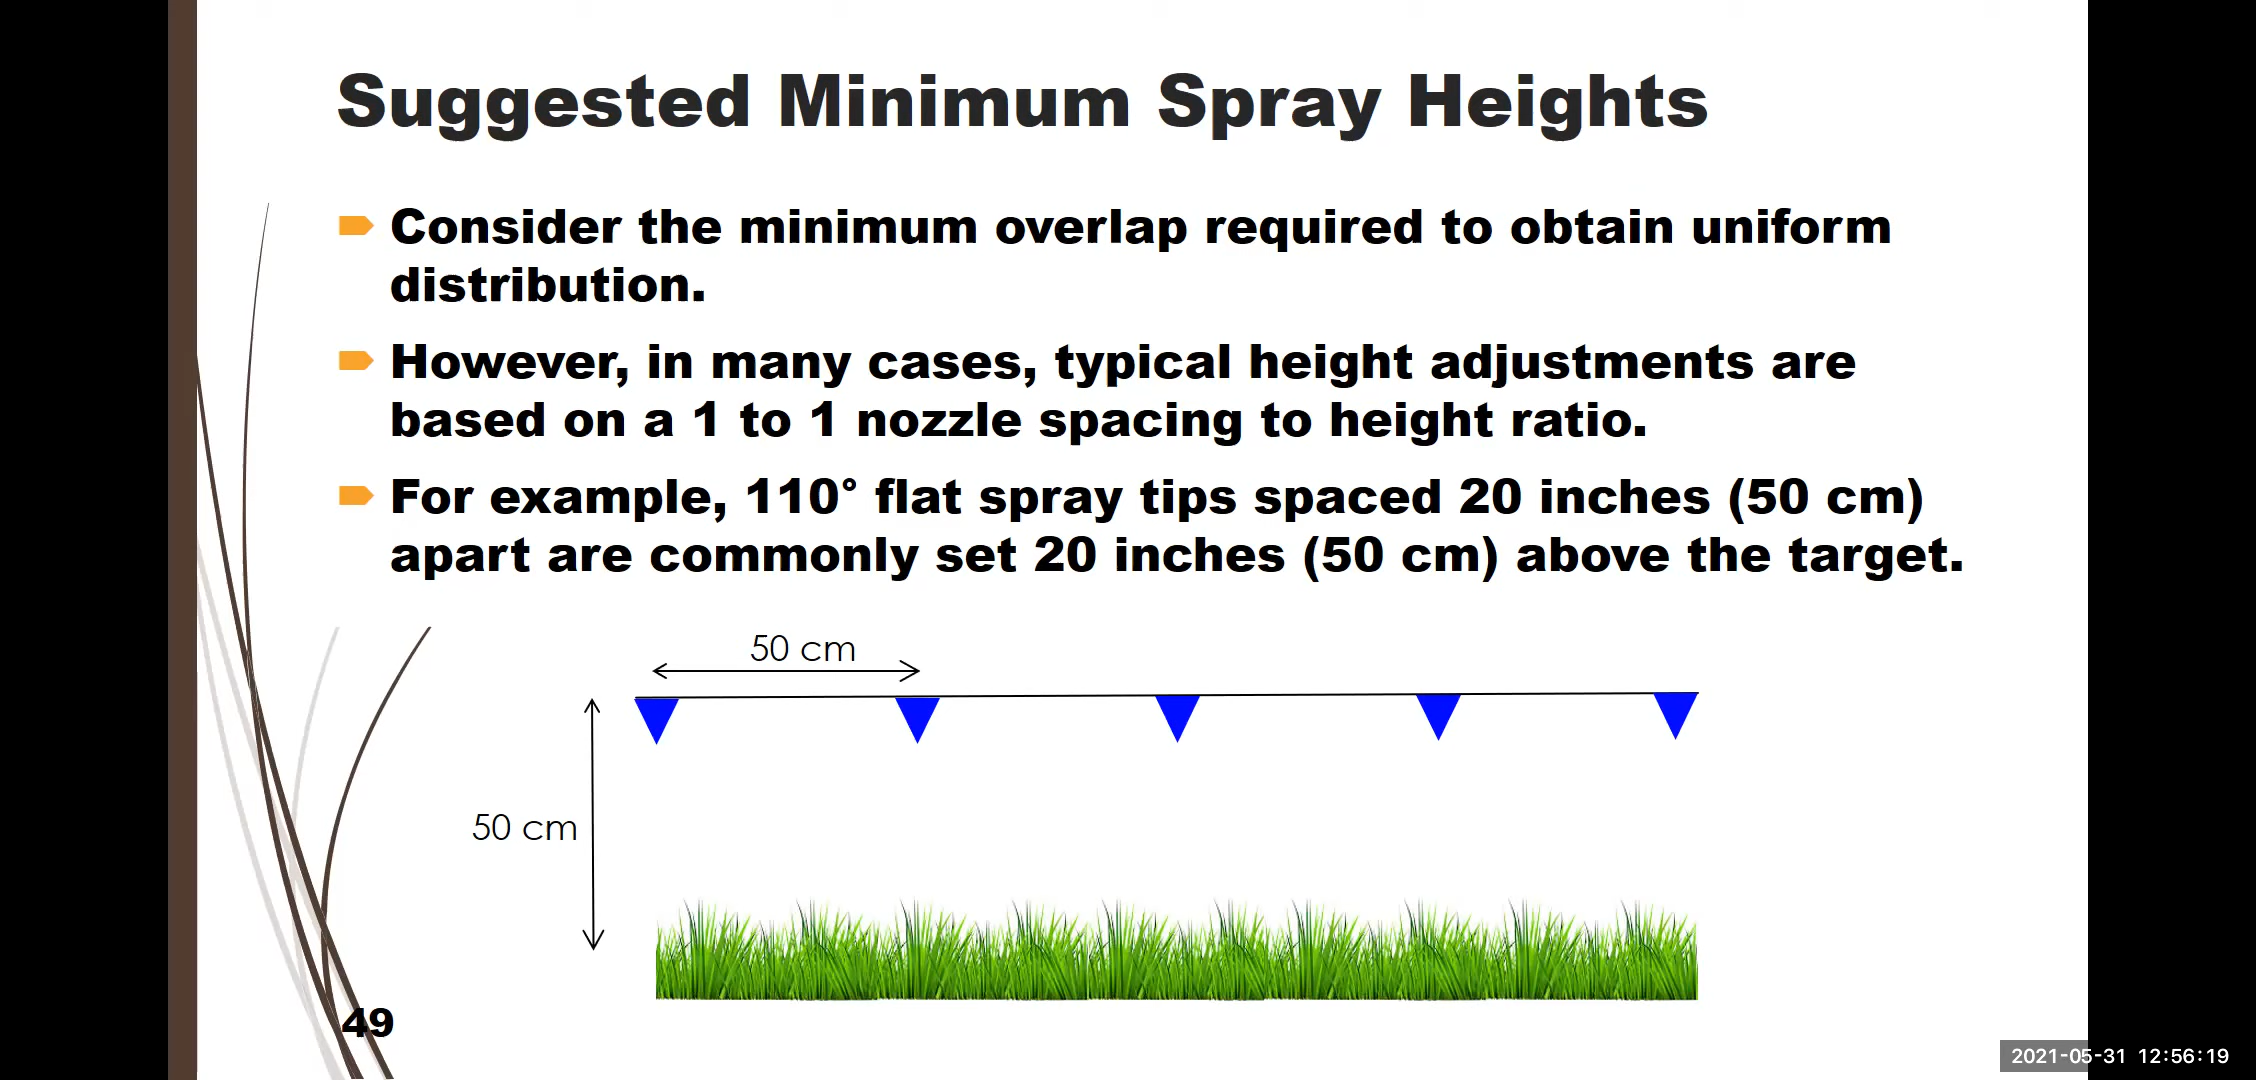 Suggested Minimum Spray Heights
Consider the minimum overlap required to obtain uniform
distribution.
However, in many cases, typical height adjustments are
based on a 1 to 1 nozzle spacing to height ratio.
For example, 110° flat spray tips spaced 20 inches (50 cm)
apart are commonly set 20 inches (50 cm) above the target.
50 cm
50 cm
49
2021-05-31 12:56:19